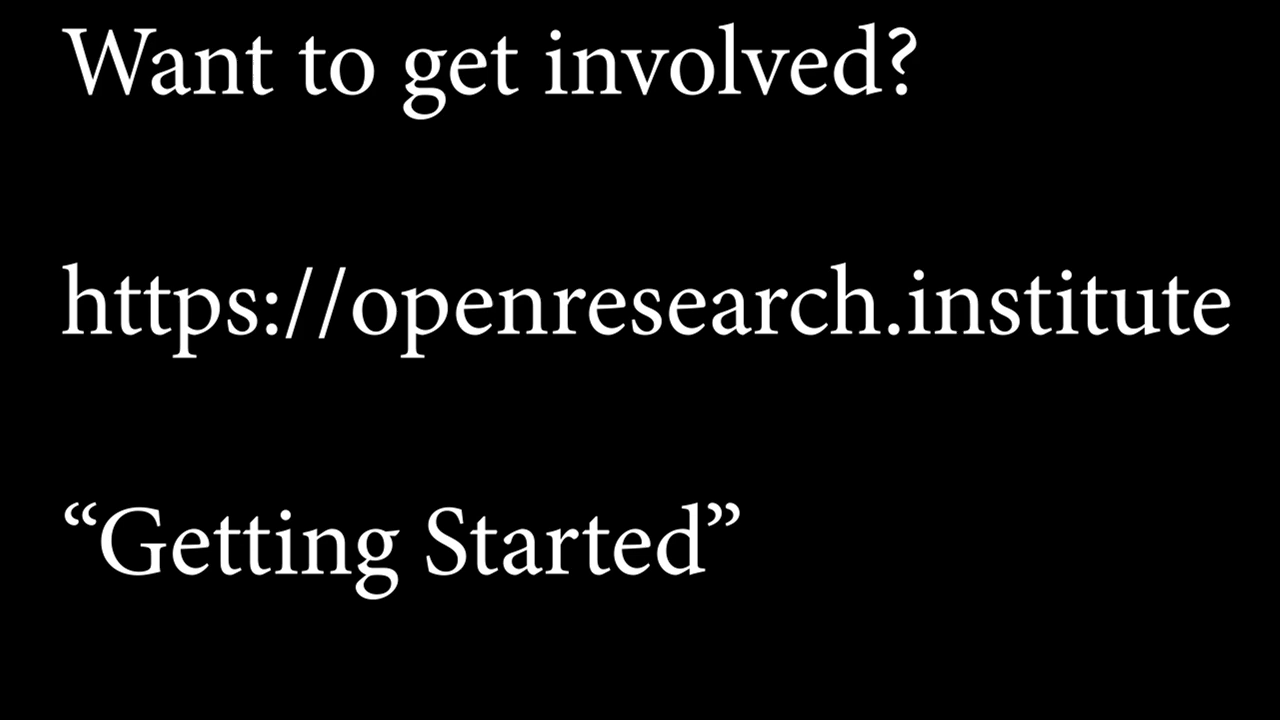 Want to get involved?
https://openresearch.institute
“Getting Started”